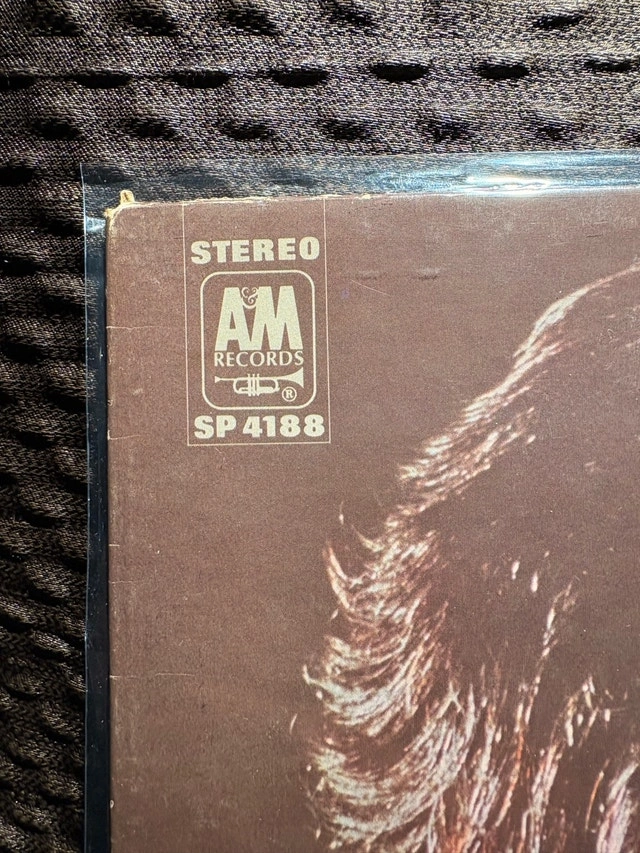 STEREO
A&M
RECORDS
®
SP 4188